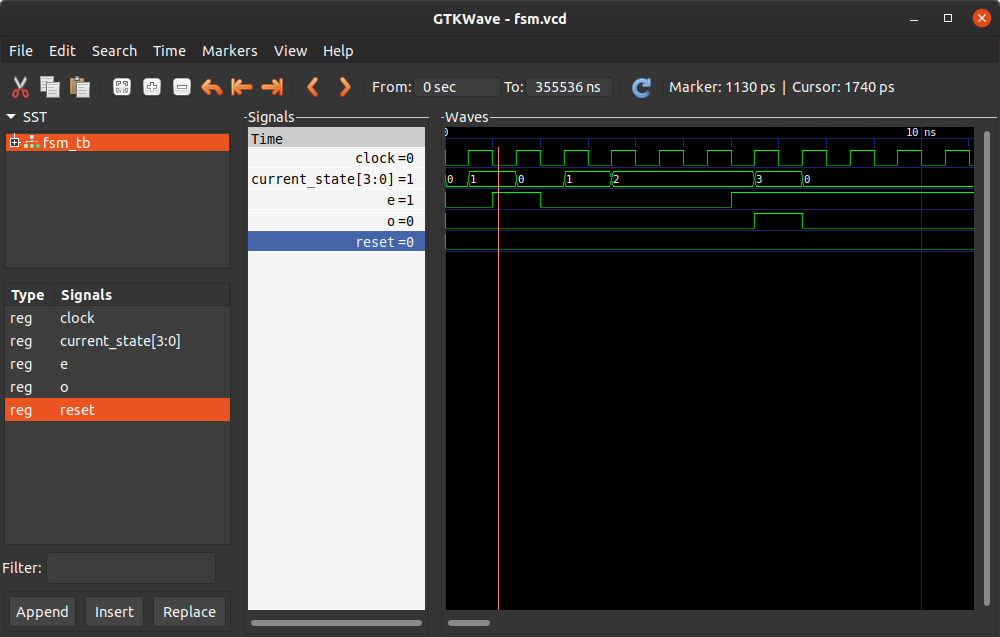 GTKWave - fsm.vcd
File Edit Search Time Markers View Help
From: 0 sec To: 355536 ns Marker: 1130 ps | Cursor: 1740 ps
SST
fsm_tb
Type Signals
reg clock
reg current_state[3:0]
reg e
reg o
reg reset
Filter:
Append Insert Replace
Signals
Time
clock=0
current_state[3:0]=1
e=1
o=0
reset=0
Waves
0 10 ns
0 1 0 1 2 3 0